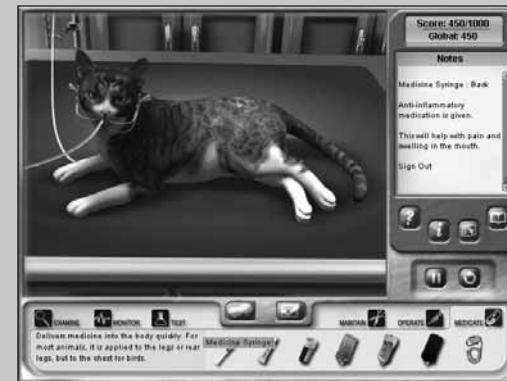 Score: 450/1000
Global: 450
Notes
Medicine Syringe : Back
Anti-inflammatory
medication is given.
This will help with pain and
swelling in the mouth.
Sign Out
EXAMINE
MONITOR
TEST
MAINTAIN
OPERATE
MEDICATE
Delivers medicine into the body quickly. For
most animals, it is applied to the legs or rear
legs, but to the chest for birds.
Medicine Syringe